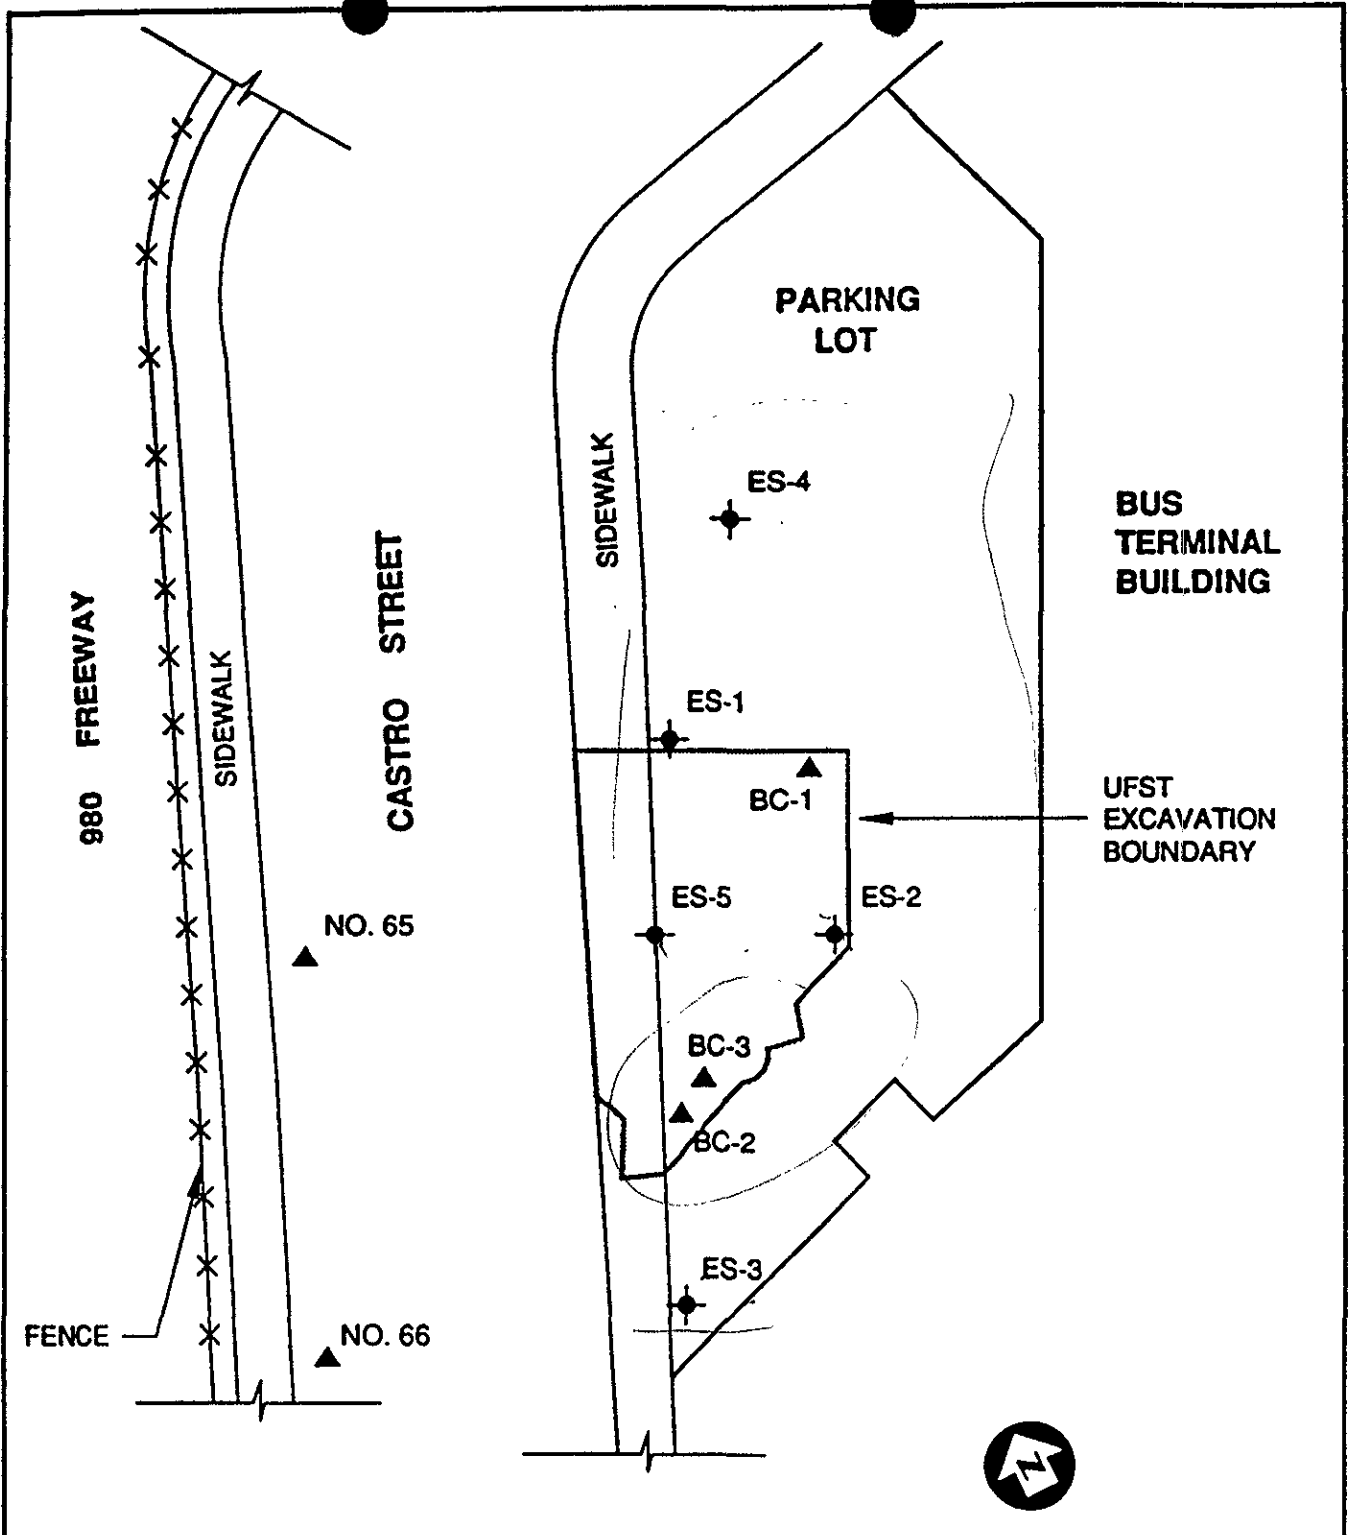 PARKING
LOT
ES-4
SIDEWALK
BUS
TERMINAL
BUILDING
980 FREEWAY
SIDEWALK
CASTRO STREET
ES-1
BC-1
UFST
EXCAVATION
BOUNDARY
ES-5
ES-2
NO. 65
BC-3
BC-2
ES-3
FENCE
NO. 66
N